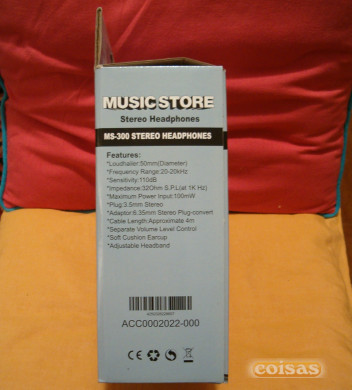 MUSIC STORE
Stereo Headphones
MS-300 STEREO HEADPHONES
Features:
*Loudhailer:50mm(Diameter)
*Frequency Range:20-20kHz
*Sensitivity:110dB
*Impedance:32Ohm S.P.L(at 1K Hz)
*Maximum Power Input:100mW
*Plug:3.5mm Stereo
*Adaptor:6.35mm Stereo Plug-convert
*Cable Length:Approximate 4m
*Separate Volume Level Control
*Soft Cushion Earcup
*Adjustable Headband
ACC0002022-000
CE
coisas